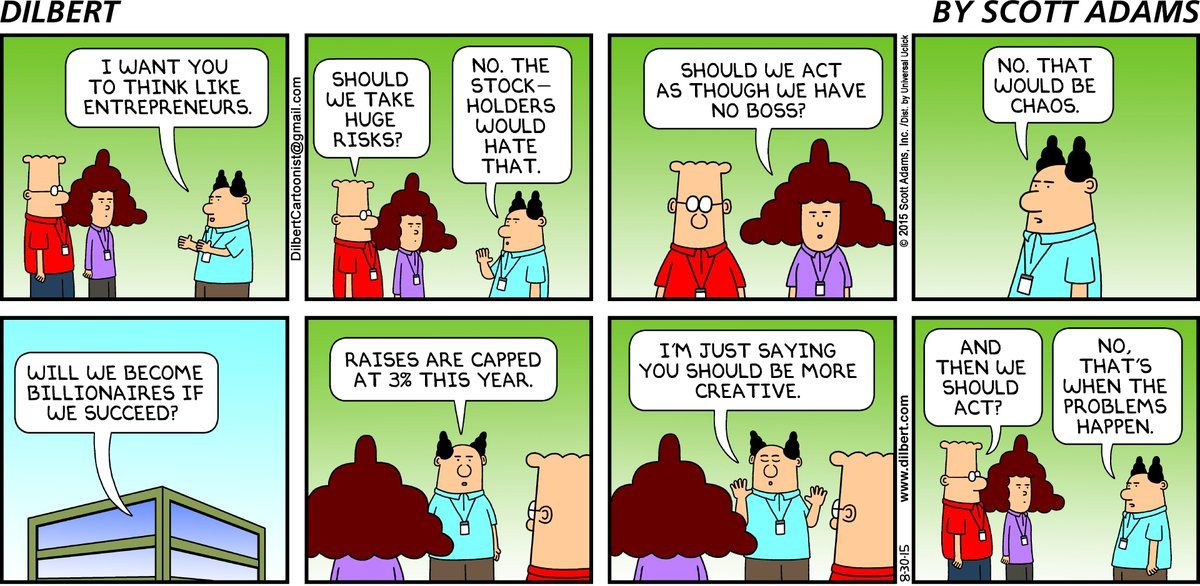 DILBERT
BY SCOTT ADAMS
I WANT YOU
TO THINK LIKE
ENTREPRENEURS.
DilbertCartoonist@gmail.com
SHOULD
WE TAKE
HUGE
RISKS?
NO. THE
STOCK—
HOLDERS
WOULD
HATE
THAT.
SHOULD WE ACT
AS THOUGH WE HAVE
NO BOSS?
© 2015 Scott Adams, Inc. /Dist. by Universal Uclick
NO. THAT
WOULD BE
CHAOS.
WILL WE BECOME
BILLIONAIRES IF
WE SUCCEED?
RAISES ARE CAPPED
AT 3% THIS YEAR.
I'M JUST SAYING
YOU SHOULD BE MORE
CREATIVE.
8-30-15 www.dilbert.com
AND
THEN WE
SHOULD
ACT?
NO,
THAT'S
WHEN THE
PROBLEMS
HAPPEN.